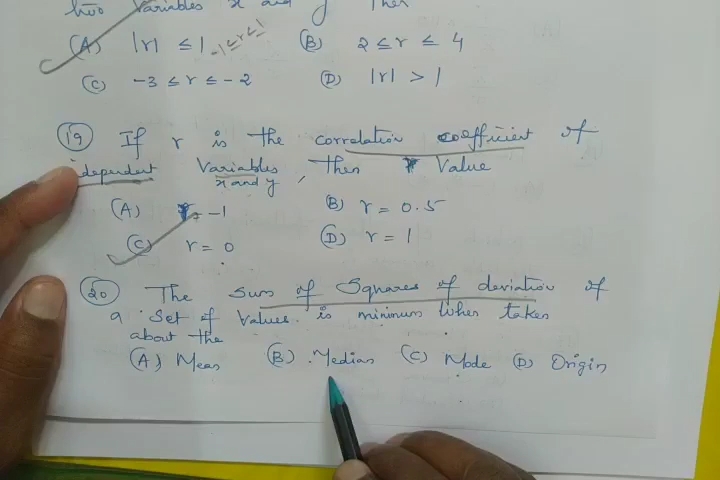 two Variables x and y Then
(A) |r| ≤ 1 -1≤r≤1 (B) 2 ≤ r ≤ 4
(C) -3 ≤ r ≤ -2 (D) |r| > 1
(19) If r is the corralation coefficient of
independent Variables, then r Value
x and y
(A) r = -1 (B) r = 0.5
(C) r = 0 (D) r = 1
(20) The sum of Squares of deviation of
a Set of Values is minimum when taken
about the
(A) Mean (B) Median (C) Mode (D) Origin